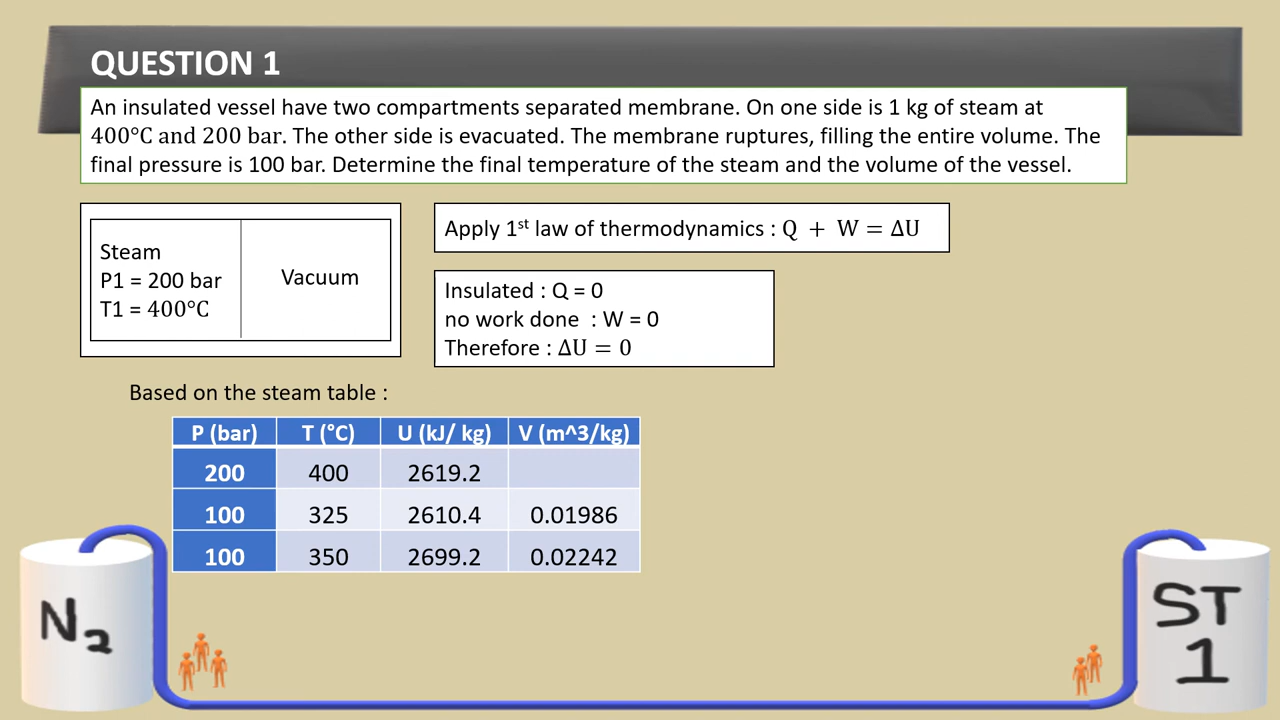 QUESTION 1
An insulated vessel have two compartments separated membrane. On one side is 1 kg of steam at
400°C and 200 bar. The other side is evacuated. The membrane ruptures, filling the entire volume. The
final pressure is 100 bar. Determine the final temperature of the steam and the volume of the vessel.
Steam
P1 = 200 bar
T1 = 400°C
Vacuum
Apply 1st law of thermodynamics : Q + W = ΔU
Insulated : Q = 0
no work done : W = 0
Therefore : ΔU = 0
Based on the steam table :
P (bar) T (°C) U (kJ/ kg) V (m^3/kg)
200 400 2619.2
100 325 2610.4 0.01986
100 350 2699.2 0.02242
N2
ST
1